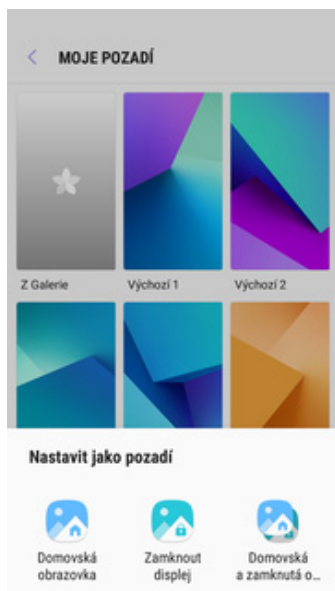 MOJE POZADÍ
Z Galerie
Výchozí 1
Výchozí 2
Nastavit jako pozadí
Domovská
obrazovka
Zamknout
displej
Domovská
a zamknutá o...